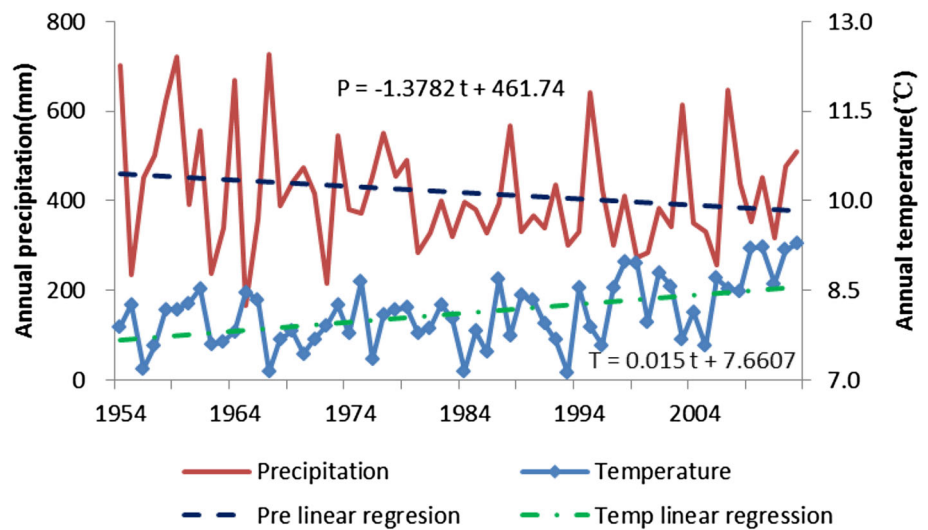 800
600
400
200
0
Annual precipitation(mm)
13.0
11.5
10.0
8.5
7.0
Annual temperature(℃)
P = -1.3782 t + 461.74
T = 0.015 t + 7.6607
1954 1964 1974 1984 1994 2004
Precipitation Temperature
Pre linear regresion Temp linear regression